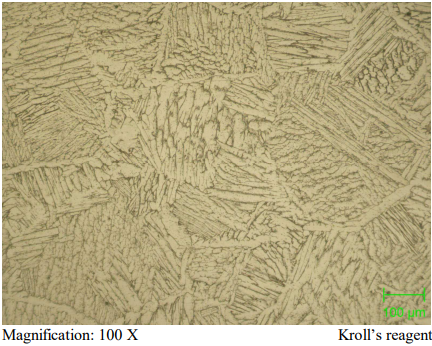 100 µm
Magnification: 100 X
Kroll's reagent